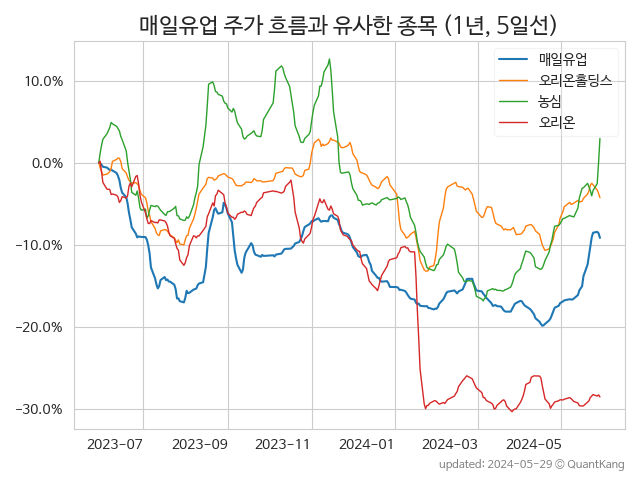 매일유업 주가 흐름과 유사한 종목 (1년, 5일선)
매일유업
오리온홀딩스
농심
오리온
10.0%
0.0%
−10.0%
−20.0%
−30.0%
2023-07 2023-09 2023-11 2024-01 2024-03 2024-05
updated: 2024-05-29 © QuantKang